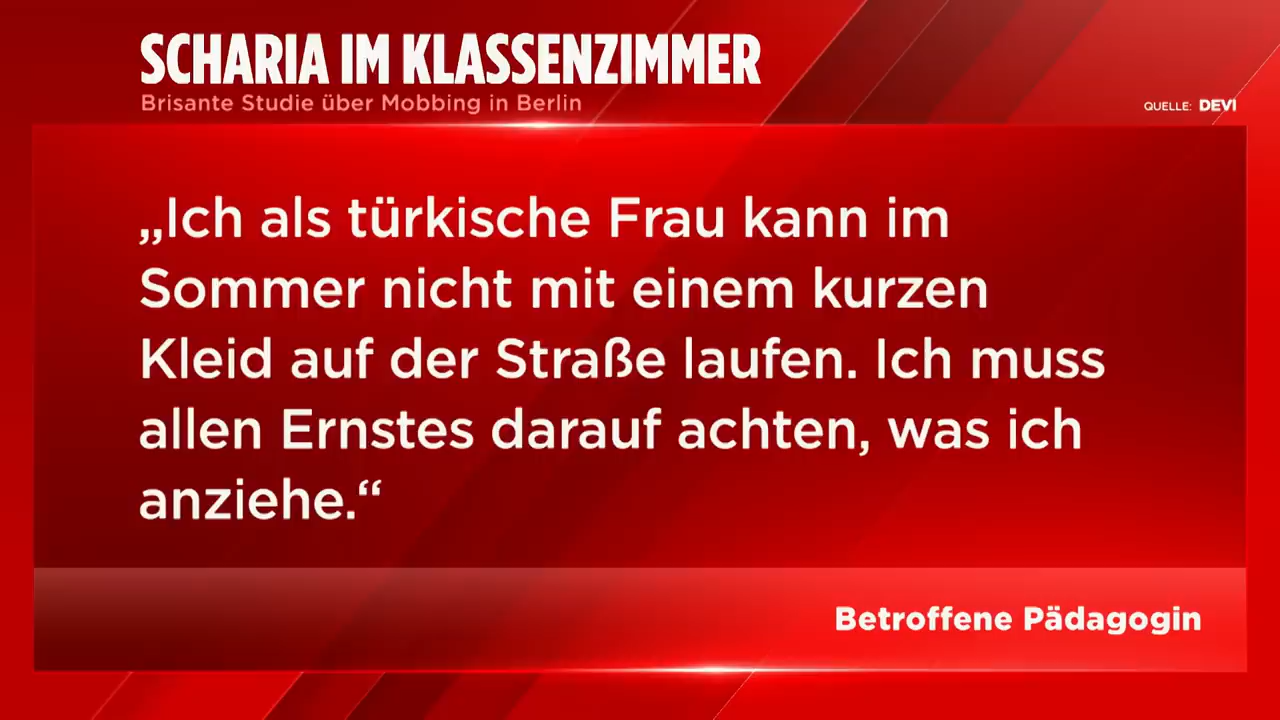 SCHARIA IM KLASSENZIMMER
Brisante Studie über Mobbing in Berlin
QUELLE: DEVI
„Ich als türkische Frau kann im
Sommer nicht mit einem kurzen
Kleid auf der Straße laufen. Ich muss
allen Ernstes darauf achten, was ich
anziehe.“
Betroffene Pädagogin